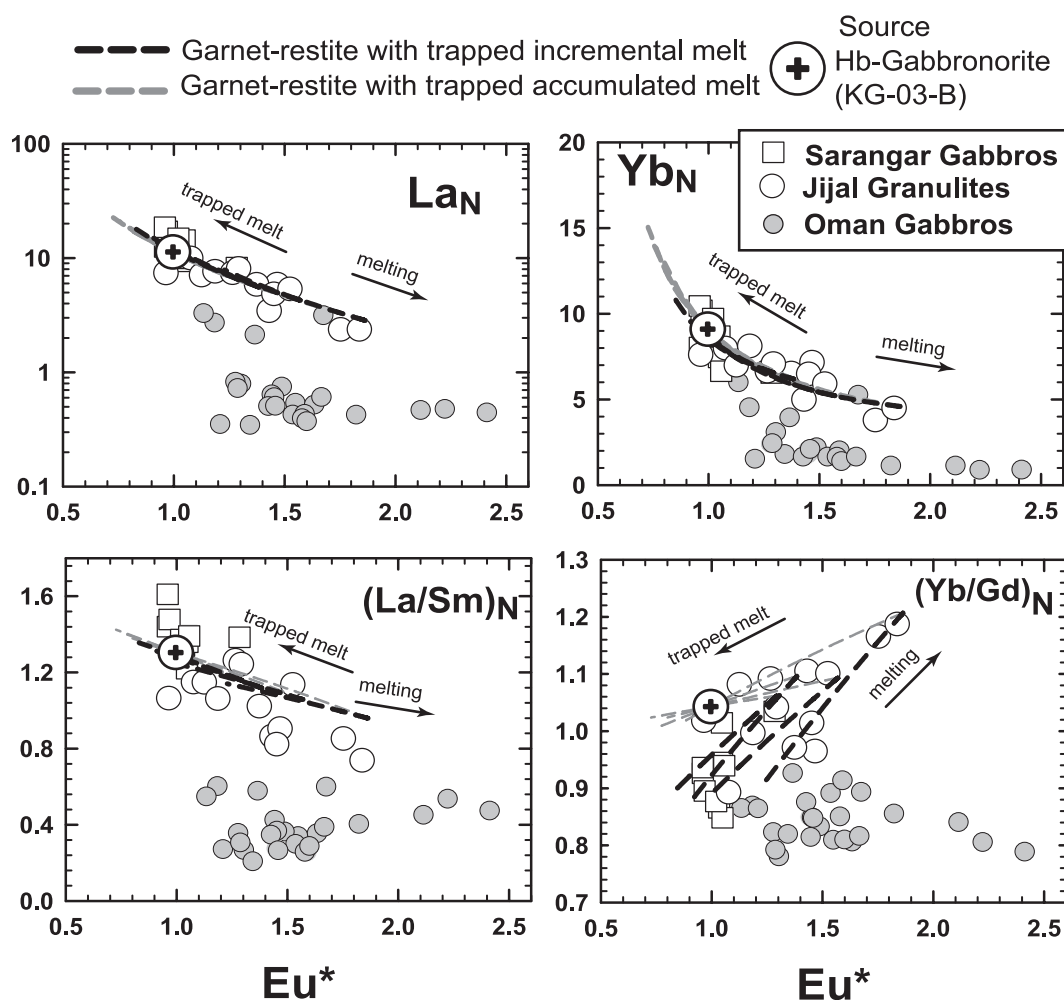 Garnet-restite with trapped incremental melt
Garnet-restite with trapped accumulated melt
Source
Hb-Gabbronorite
(KG-03-B)
100
10
1
0.1
LaN
trapped melt
melting
0.5 1.0 1.5 2.0 2.5
20
15
10
5
0
YbN
Sarangar Gabbros
Jijal Granulites
Oman Gabbros
trapped melt
melting
0.5 1.0 1.5 2.0 2.5
1.6
1.2
0.8
0.4
0.0
(La/Sm)N
trapped melt
melting
0.5 1.0 1.5 2.0 2.5
Eu*
1.3
1.2
1.1
1.0
0.9
0.8
0.7
(Yb/Gd)N
trapped melt
melting
0.5 1.0 1.5 2.0 2.5
Eu*